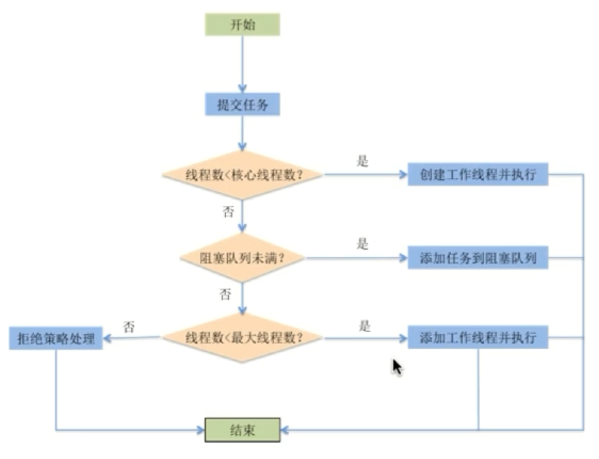 开始
提交任务
线程数<核心线程数?
是
创建工作线程并执行
否
阻塞队列未满?
是
添加任务到阻塞队列
否
线程数<最大线程数?
是
添加工作线程并执行
否
拒绝策略处理
结束